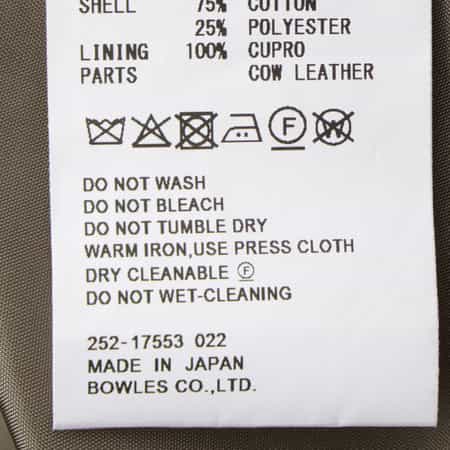 SHELL 75% COTTON
25% POLYESTER
LINING 100% CUPRO
PARTS COW LEATHER
F W
DO NOT WASH
DO NOT BLEACH
DO NOT TUMBLE DRY
WARM IRON,USE PRESS CLOTH
DRY CLEANABLE Ⓕ
DO NOT WET-CLEANING
252-17553 022
MADE IN JAPAN
BOWLES CO.,LTD.